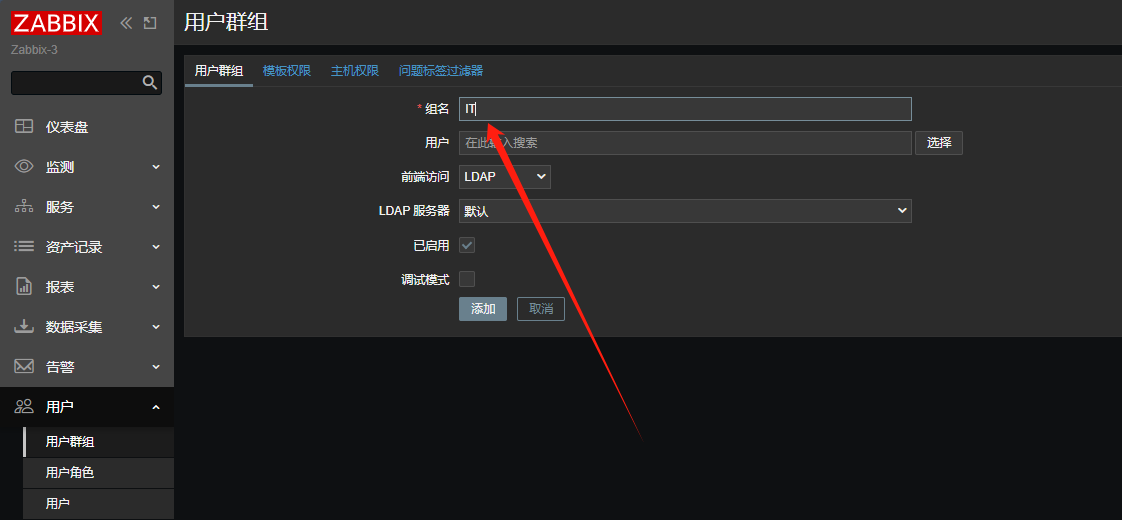 ZABBIX
Zabbix-3
仪表盘
监测
服务
资产记录
报表
数据采集
告警
用户
用户群组
用户角色
用户
用户群组
用户群组 模板权限 主机权限 问题标签过滤器
* 组名 IT
用户 在此输入搜索 选择
前端访问 LDAP
LDAP 服务器 默认
已启用
调试模式
添加 取消